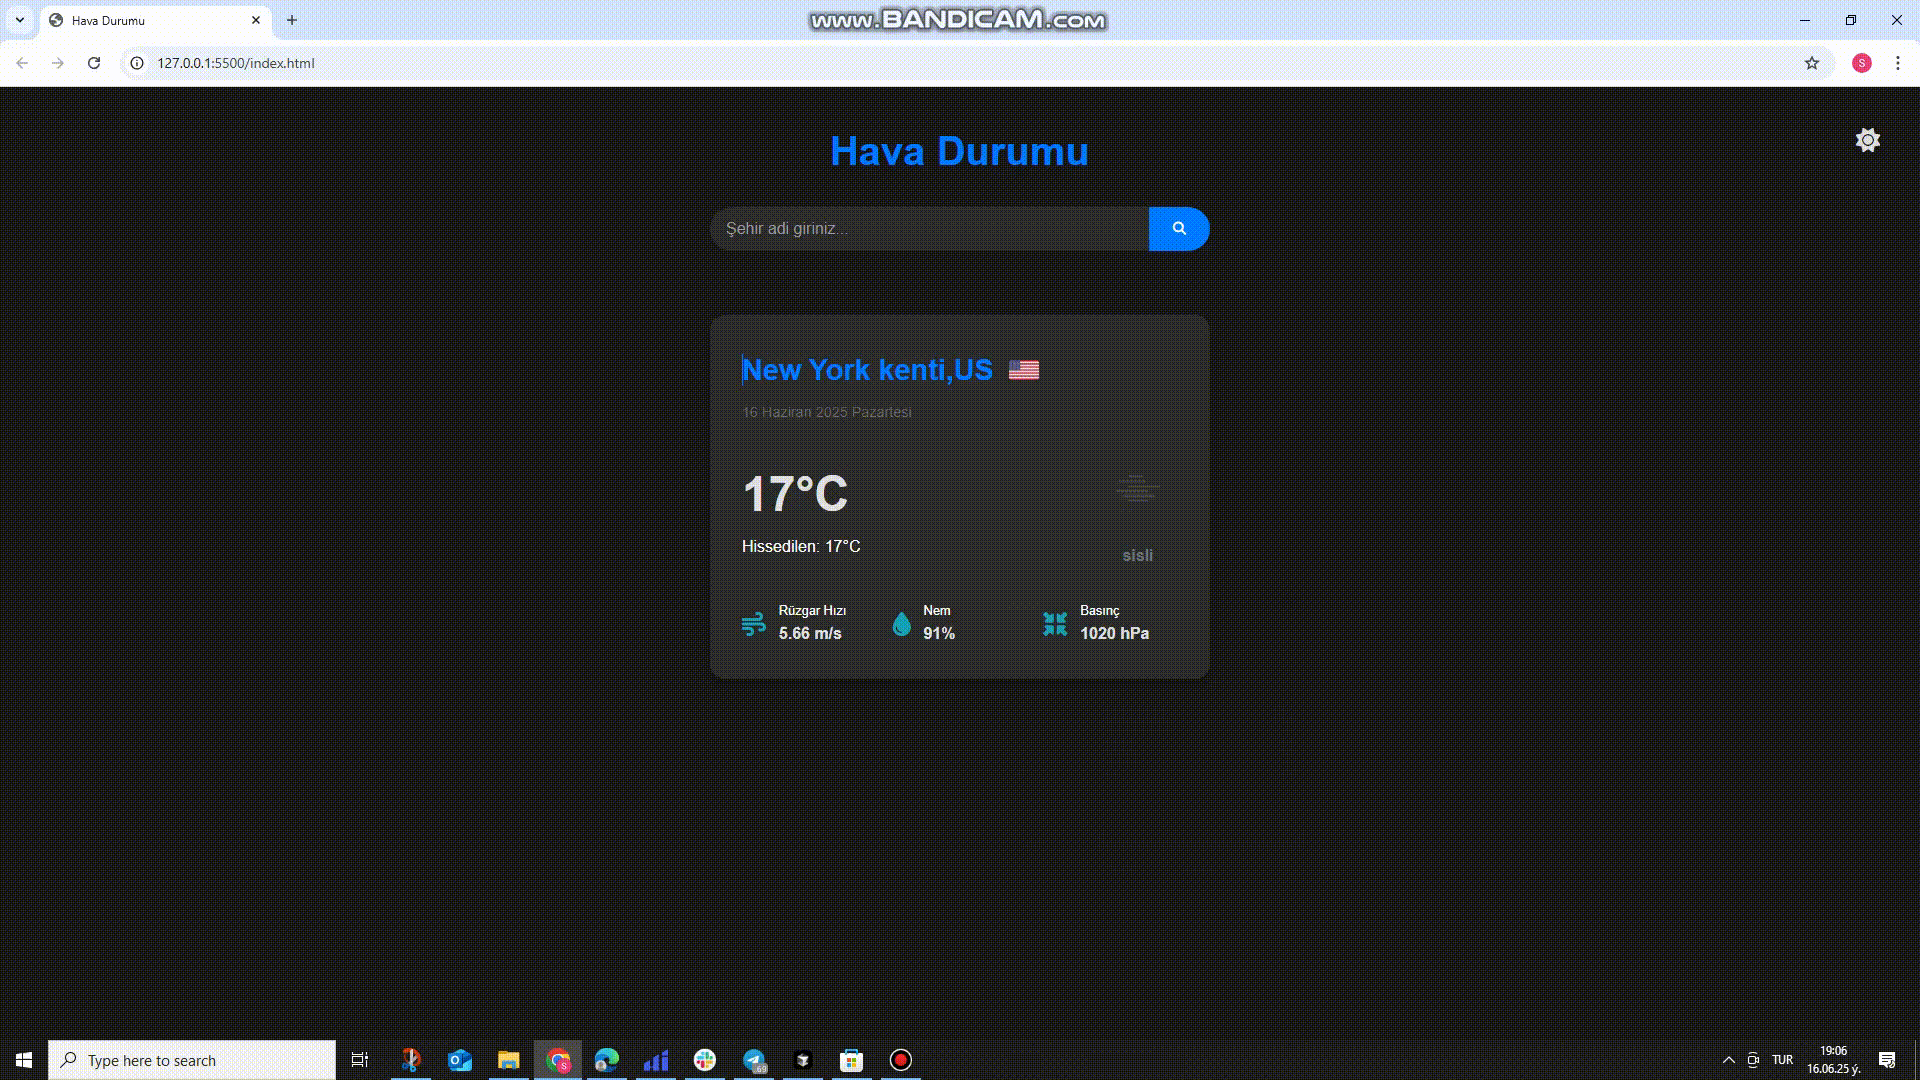 Hava Durumu
www.BANDICAM.com
127.0.0.1:5500/index.html
S
Hava Durumu
Şehir adi giriniz...
New York kenti,US
16 Haziran 2025 Pazartesi
17°C
Hissedilen: 17°C
sisli
Rüzgar Hızı
5.66 m/s
Nem
91%
Basınç
1020 hPa
Type here to search
S
.69
TUR
19:06
16.06.25 ý.